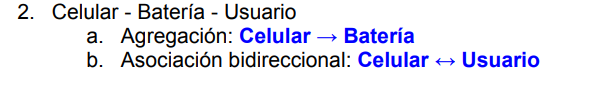 2. Celular - Batería - Usuario
a. Agregación: Celular → Batería
b. Asociación bidireccional: Celular ↔ Usuario